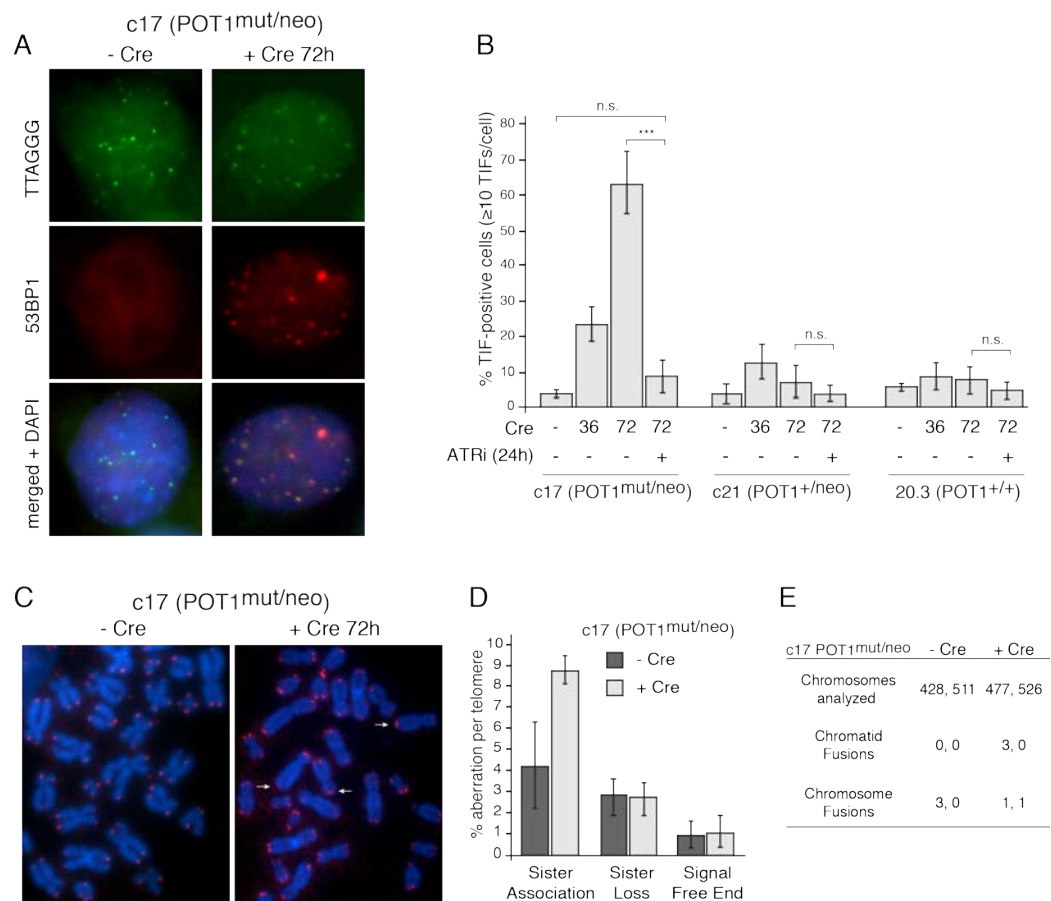 A
c17 (POT1mut/neo)
- Cre
+ Cre 72h
TTAGGG
53BP1
merged + DAPI
B
% TIF-positive cells (≥10 TIFs/cell)
80
70
60
50
40
30
20
10
0
n.s.
***
n.s.
n.s.
Cre - 36 72 72 - 36 72 72 - 36 72 72
ATRi (24h) - - - + - - - + - - - +
c17 (POT1mut/neo) c21 (POT1+/neo) 20.3 (POT1+/+)
C
c17 (POT1mut/neo)
- Cre
+ Cre 72h
D
c17 (POT1mut/neo)
- Cre
+ Cre
% aberration per telomere
10
9
8
7
6
5
4
3
2
1
0
Sister Association
Sister Loss
Signal Free End
E
c17 POT1mut/neo - Cre + Cre
Chromosomes analyzed 428, 511 477, 526
Chromatid Fusions 0, 0 3, 0
Chromosome Fusions 3, 0 1, 1